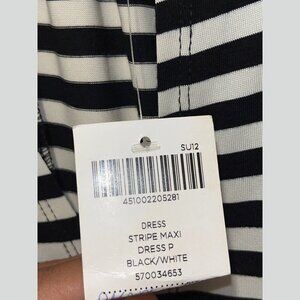 SU12
451002205281
DRESS
STRIPE MAXI
DRESS P
BLACK/WHITE
570034653